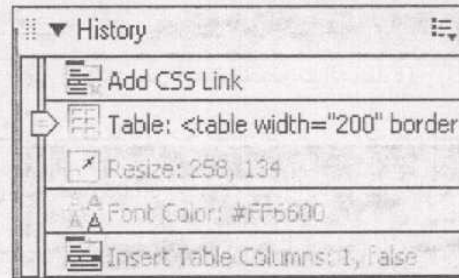 History
Add CSS Link
Table: <table width="200" border
Resize: 258, 134
Font Color: #FF6600
Insert Table Columns: 1, false